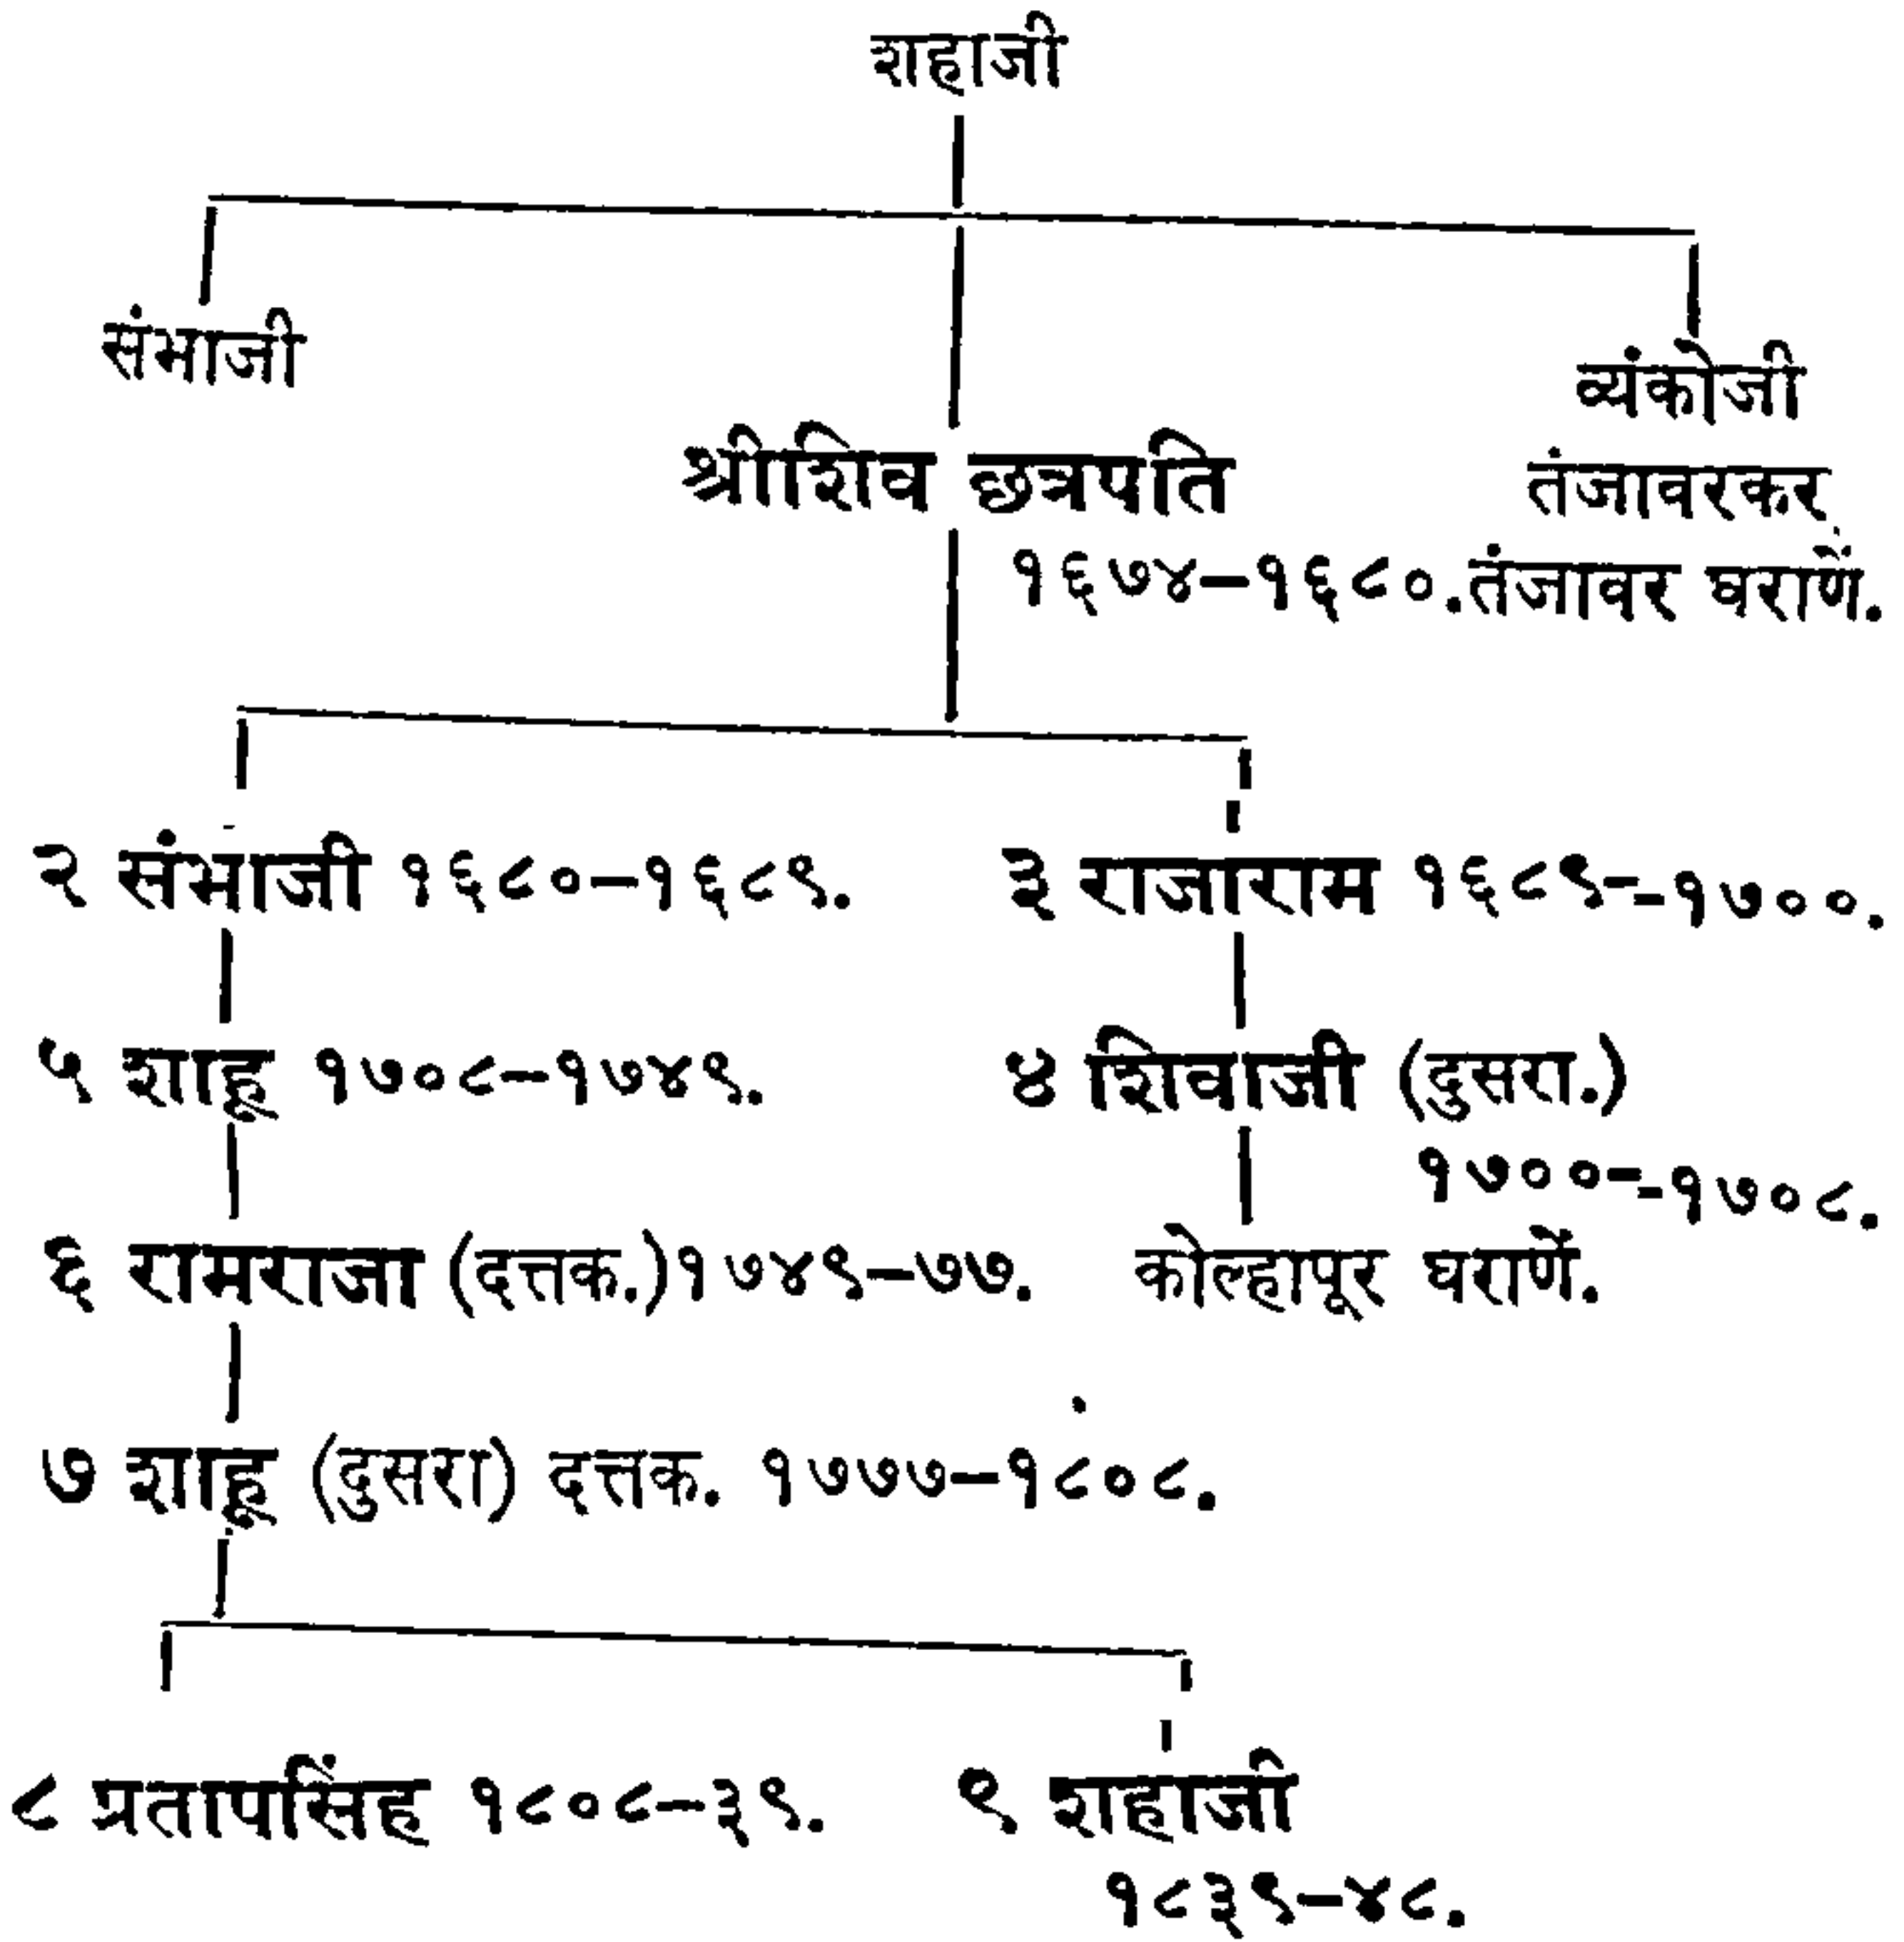 शहाजी
संभाजी
व्यंकोजी
श्रीशिव छत्रपति
तंजावरकर
१६७४–१६८०.
तंजावर घराणें.
२ संभाजी १६८०–१६८९.
३ राजाराम १६८९–१७००.
५ शाहू १७०८–१७४९.
४ शिवाजी (दुसरा.)
१७००–१७०८.
६ रामराजा (दत्तक.) १७४९–७७.
कोल्हापूर घराणें.
७ शाहू (दुसरा) दत्तक. १७७७–१८०८.
८ प्रतापसिंह १८०८–३९.
९ शहाजी
१८३९–४८.